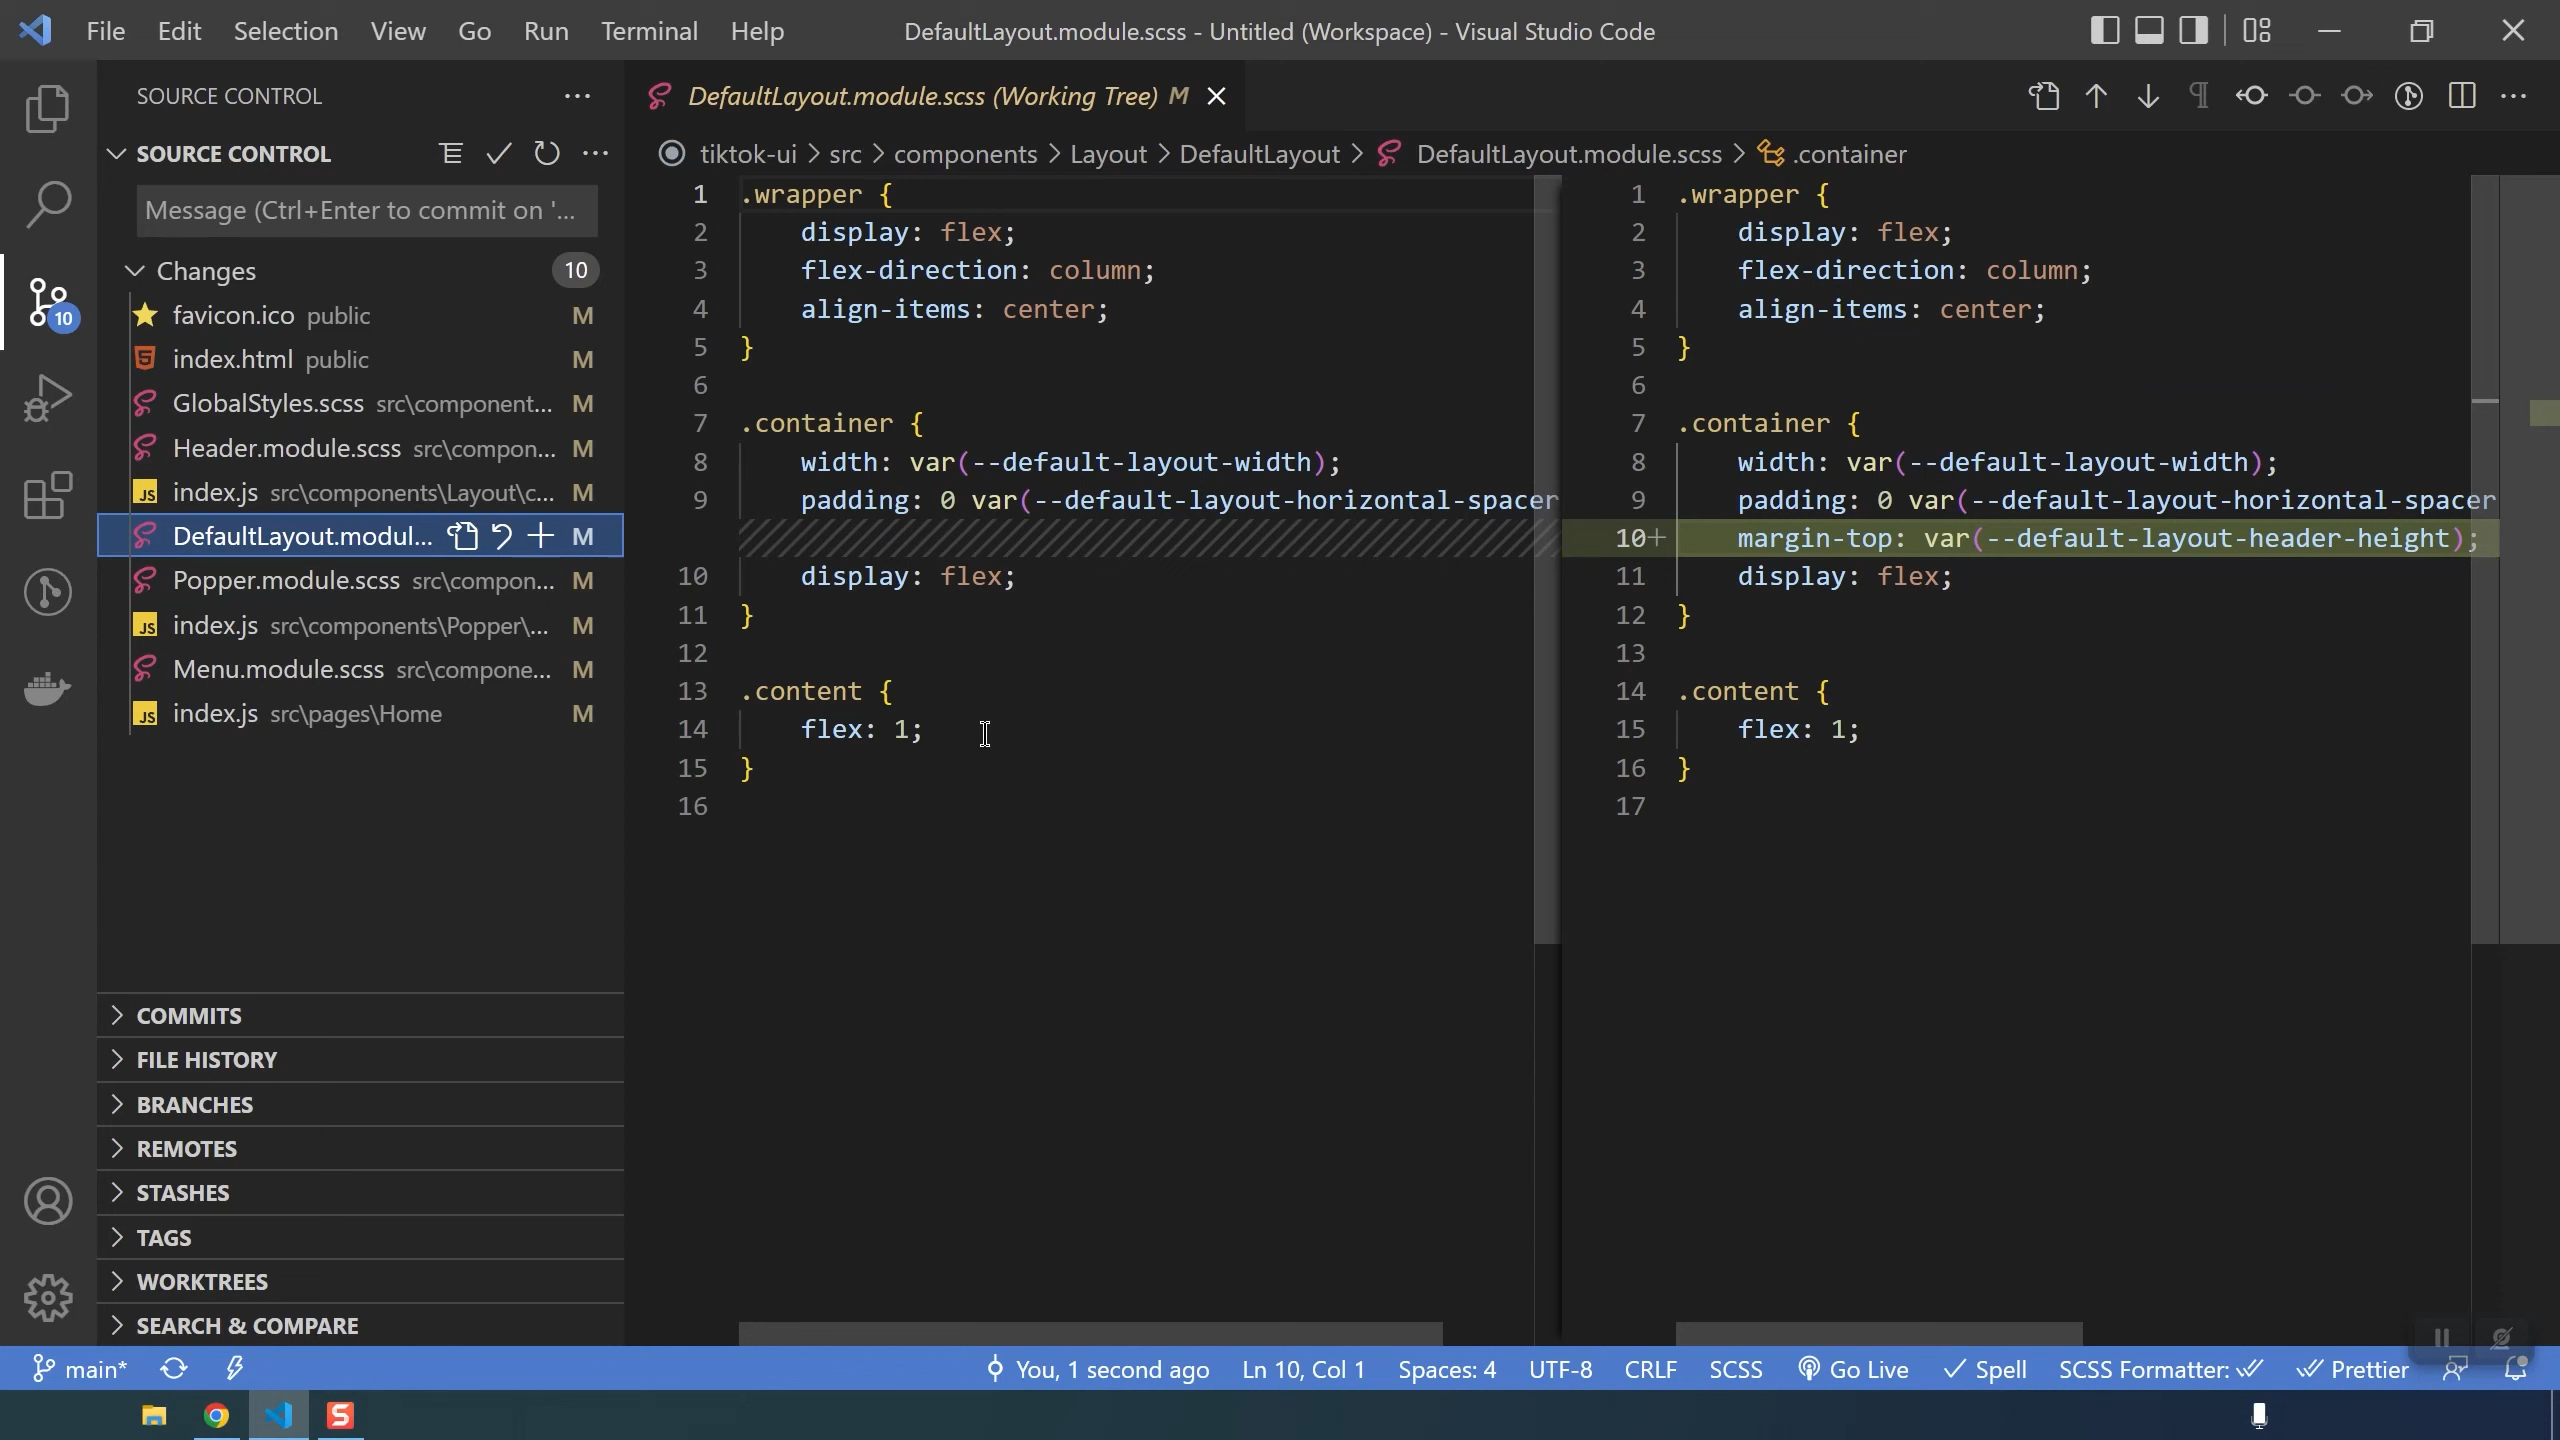 File Edit Selection View Go Run Terminal Help
DefaultLayout.module.scss - Untitled (Workspace) - Visual Studio Code
SOURCE CONTROL
SOURCE CONTROL
Message (Ctrl+Enter to commit on '...
Changes 10
10
favicon.ico public M
index.html public M
GlobalStyles.scss src\component... M
Header.module.scss src\compon... M
JS index.js src\components\Layout\c... M
DefaultLayout.modul... M
Popper.module.scss src\compon... M
JS index.js src\components\Popper\... M
Menu.module.scss src\compone... M
JS index.js src\pages\Home M
COMMITS
FILE HISTORY
BRANCHES
REMOTES
STASHES
TAGS
WORKTREES
SEARCH & COMPARE
DefaultLayout.module.scss (Working Tree) M
tiktok-ui > src > components > Layout > DefaultLayout > DefaultLayout.module.scss > .container
1 .wrapper {
2 display: flex;
3 flex-direction: column;
4 align-items: center;
5 }
6
7 .container {
8 width: var(--default-layout-width);
9 padding: 0 var(--default-layout-horizontal-spacer
10 display: flex;
11 }
12
13 .content {
14 flex: 1;
15 }
16
1 .wrapper {
2 display: flex;
3 flex-direction: column;
4 align-items: center;
5 }
6
7 .container {
8 width: var(--default-layout-width);
9 padding: 0 var(--default-layout-horizontal-spacer
10+ margin-top: var(--default-layout-header-height);
11 display: flex;
12 }
13
14 .content {
15 flex: 1;
16 }
17
main* You, 1 second ago Ln 10, Col 1 Spaces: 4 UTF-8 CRLF SCSS Go Live Spell SCSS Formatter: Prettier
S